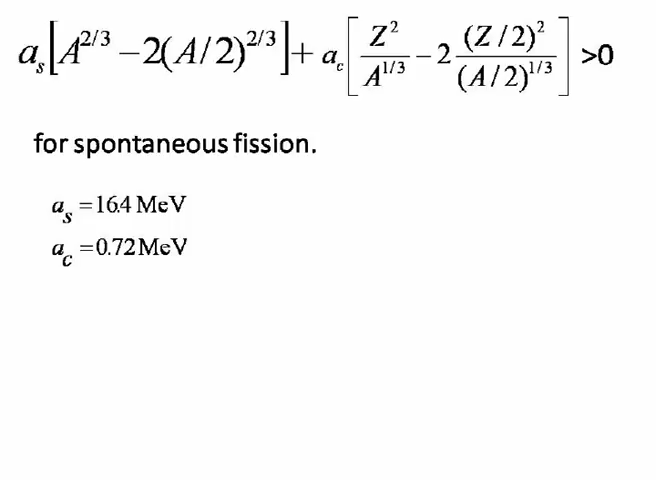 a_s[A^{2/3} − 2(A/2)^{2/3}] + a_c[Z²/A^{1/3} − 2 (Z/2)²/(A/2)^{1/3}] >0
for spontaneous fission.
a_s = 16.4 MeV
a_c = 0.72 MeV